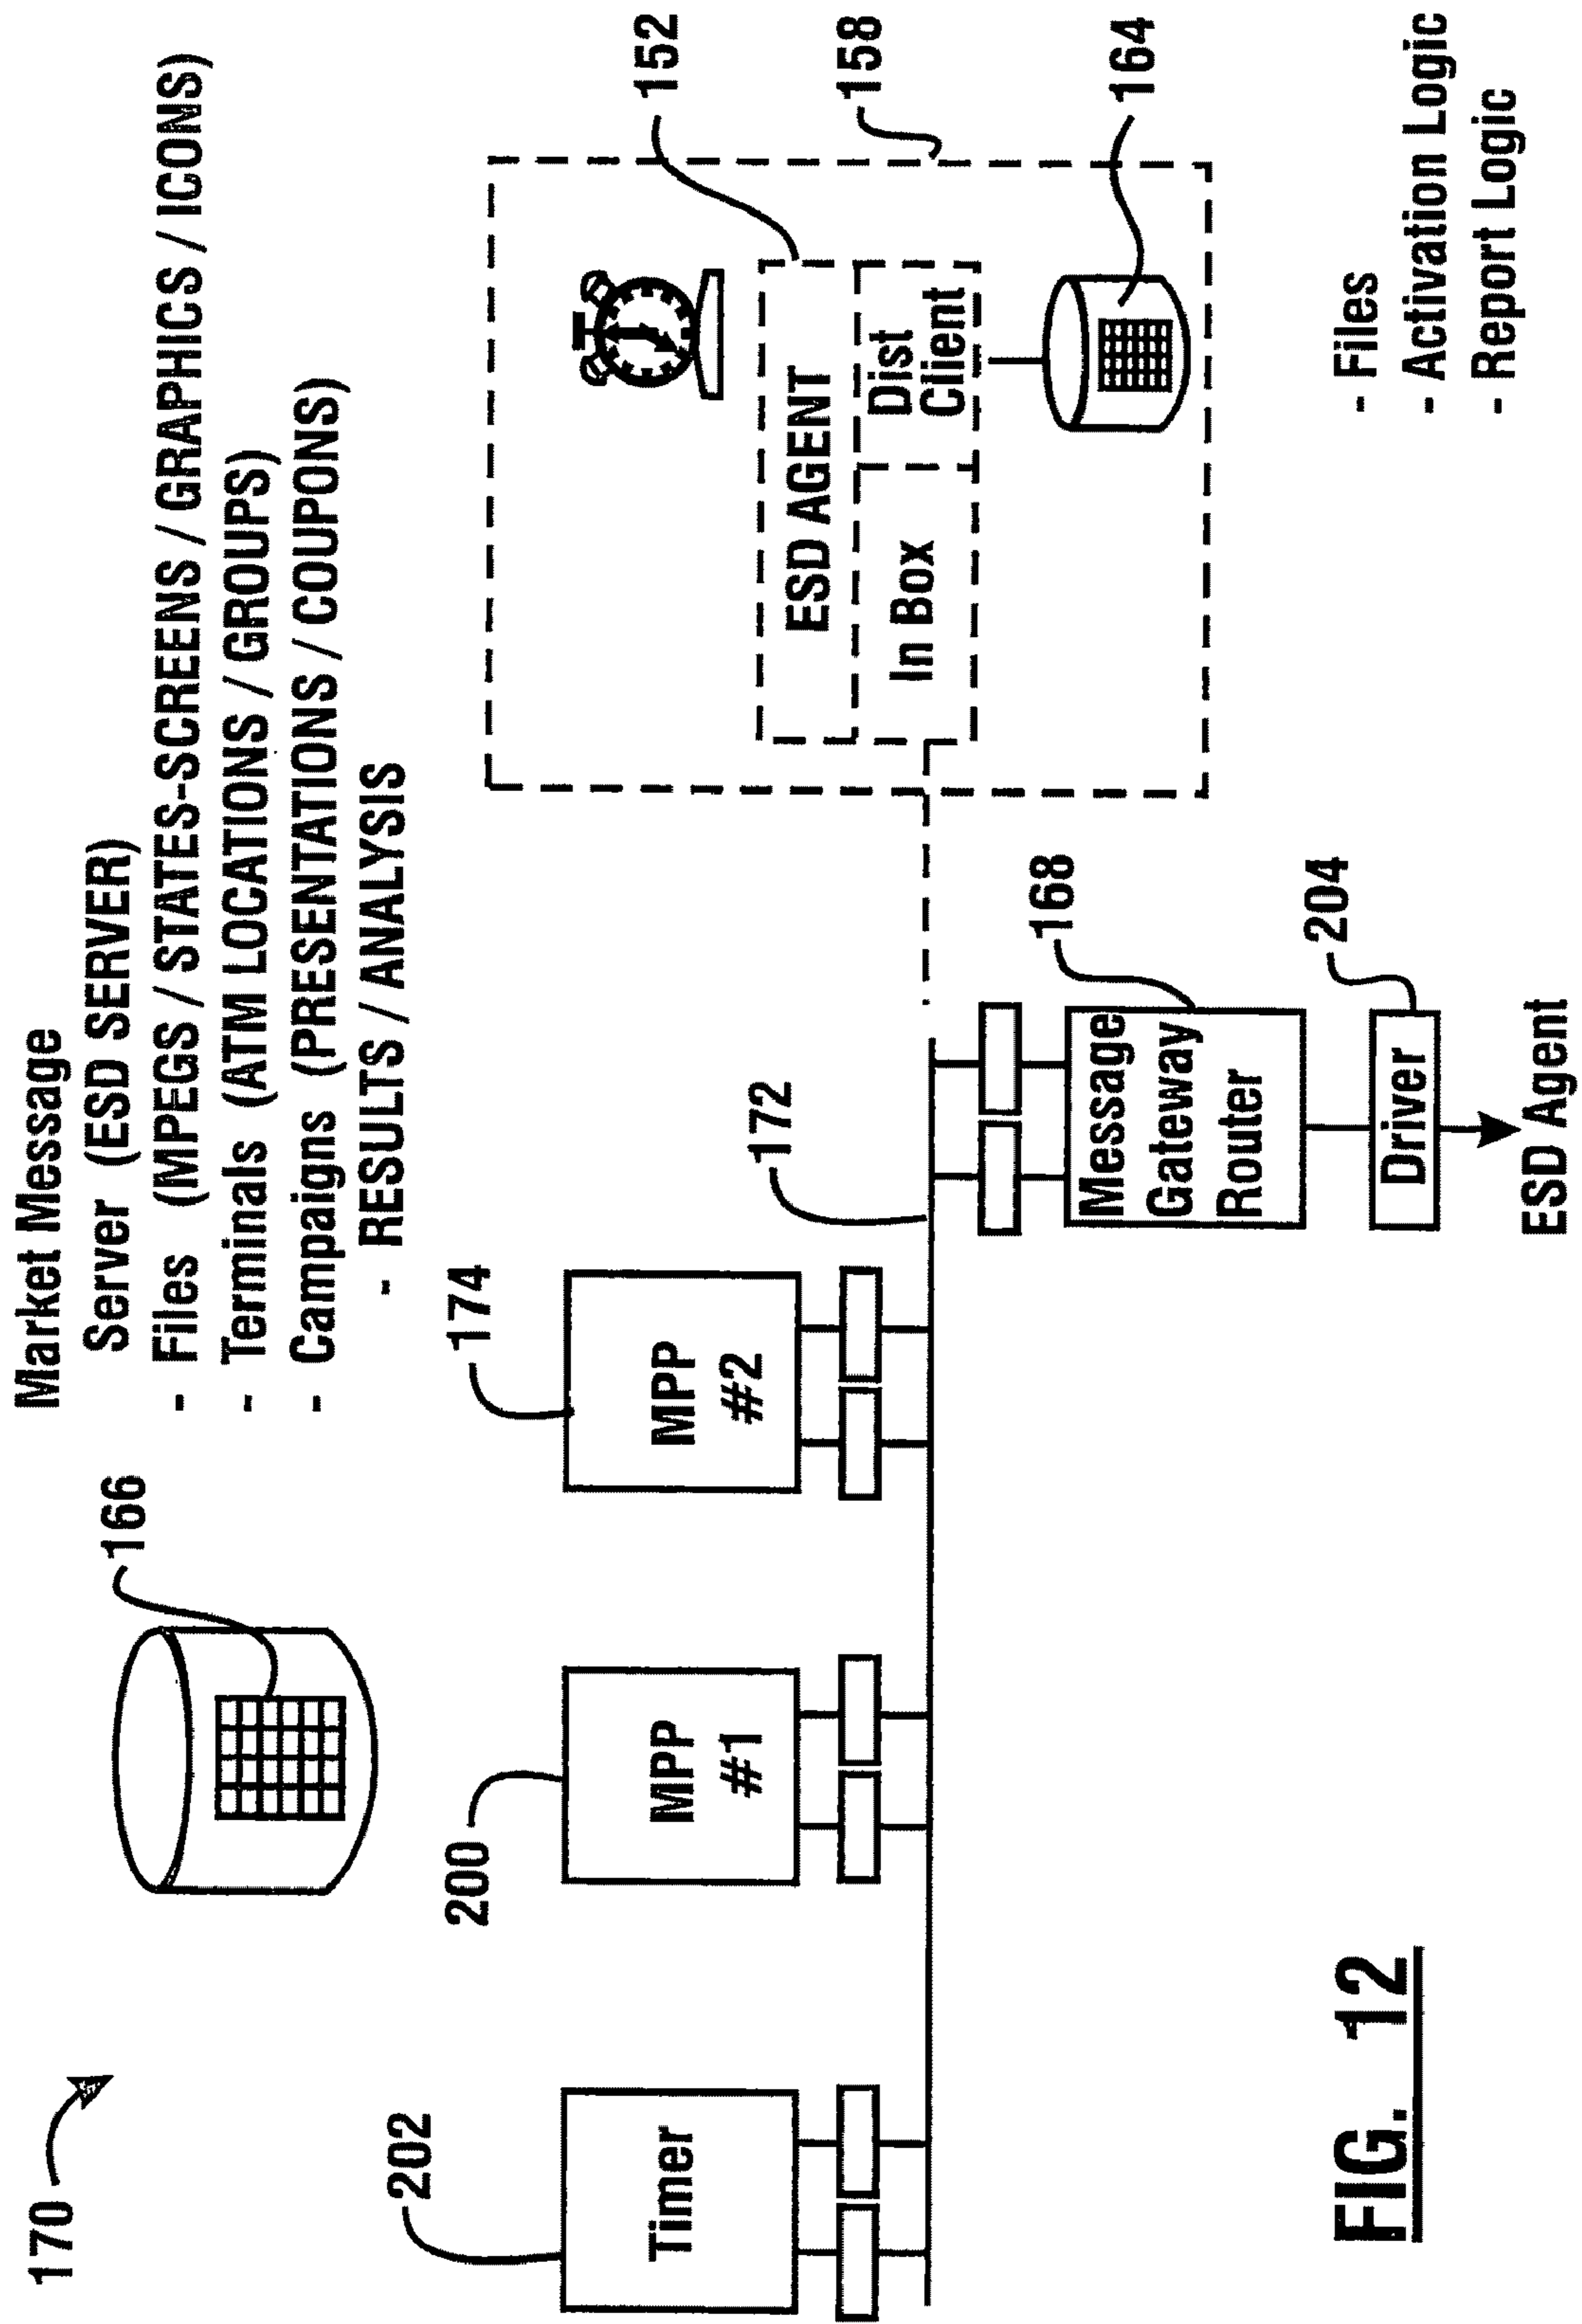 170
166
Market Message
Server (ESD SERVER)
- Files (MPEGS / STATES-SCREENS / GRAPHICS / ICONS)
- Terminals (ATM LOCATIONS / GROUPS)
- Campaigns (PRESENTATIONS / COUPONS)
- RESULTS / ANALYSIS
202
Timer
200
MPP
#1
174
MPP
#2
172
152
158
ESD AGENT
In Box
Dist
Client
164
168
Message
Gateway
Router
204
Driver
ESD Agent
- Files
- Activation Logic
- Report Logic
FIG. 12